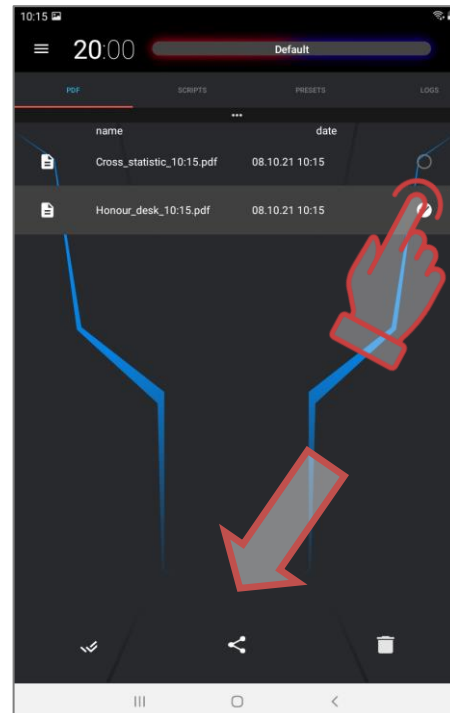 10:15
20:00 Default
PDF SCRIPTS PRESETS LOGS
name date
Cross_statistic_10:15.pdf 08.10.21 10:15
Honour_desk_10:15.pdf 08.10.21 10:15